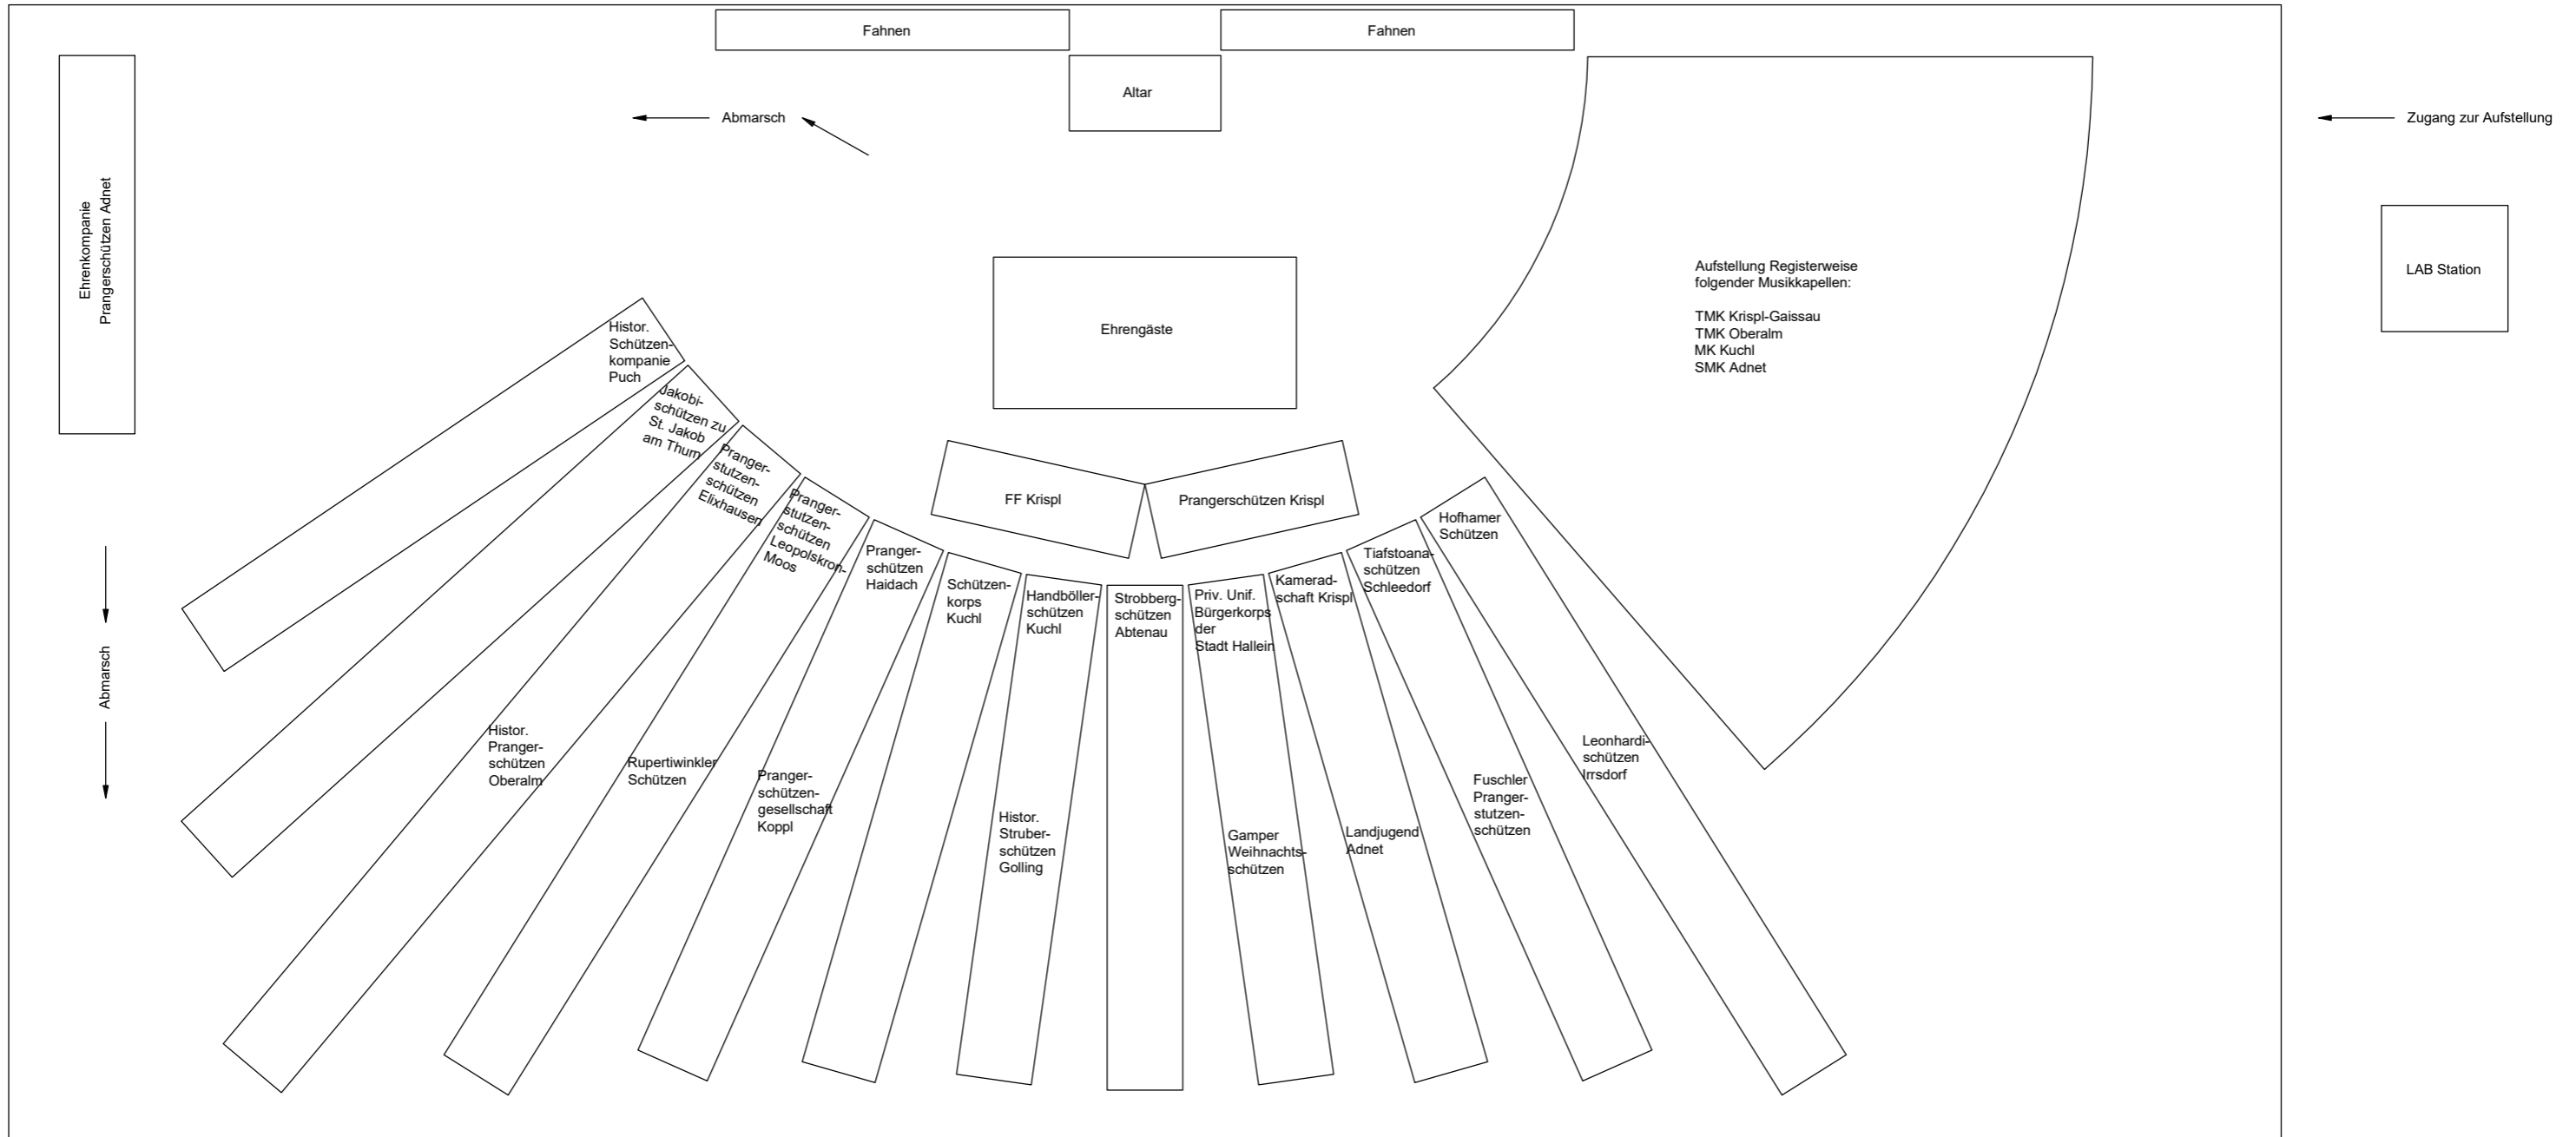 Fahnen
Fahnen
Altar
Abmarsch
Zugang zur Aufstellung
Ehrenkompanie
Prangerschützen Adnet
LAB Station
Aufstellung Registerweise
folgender Musikkapellen:
TMK Krispl-Gaissau
TMK Oberalm
MK Kuchl
SMK Adnet
Ehrengäste
FF Krispl
Prangerschützen Krispl
Histor.
Schützen-
kompanie
Puch
Jakobi-
schützen zu
St. Jakob
am Thurn
Pranger-
stutzen-
schützen
Elixhausen
Pranger-
stutzen-
schützen
Leopolskron-
Moos
Pranger-
schützen
Haidach
Schützen-
korps
Kuchl
Handböller-
schützen
Kuchl
Strobberg-
schützen
Abtenau
Priv. Unif.
Bürgerkorps
der
Stadt Hallein
Kamerad-
schaft Krispl
Tiafstoana-
schützen
Schleedorf
Hofhamer
Schützen
Abmarsch
Histor.
Pranger-
schützen
Oberalm
Rupertiwinkler
Schützen
Pranger-
schützen-
gesellschaft
Koppl
Histor.
Struber-
schützen
Golling
Gamper
Weihnachts-
schützen
Landjugend
Adnet
Fuschler
Pranger-
stutzen-
schützen
Leonhardi-
schützen
Irrsdorf